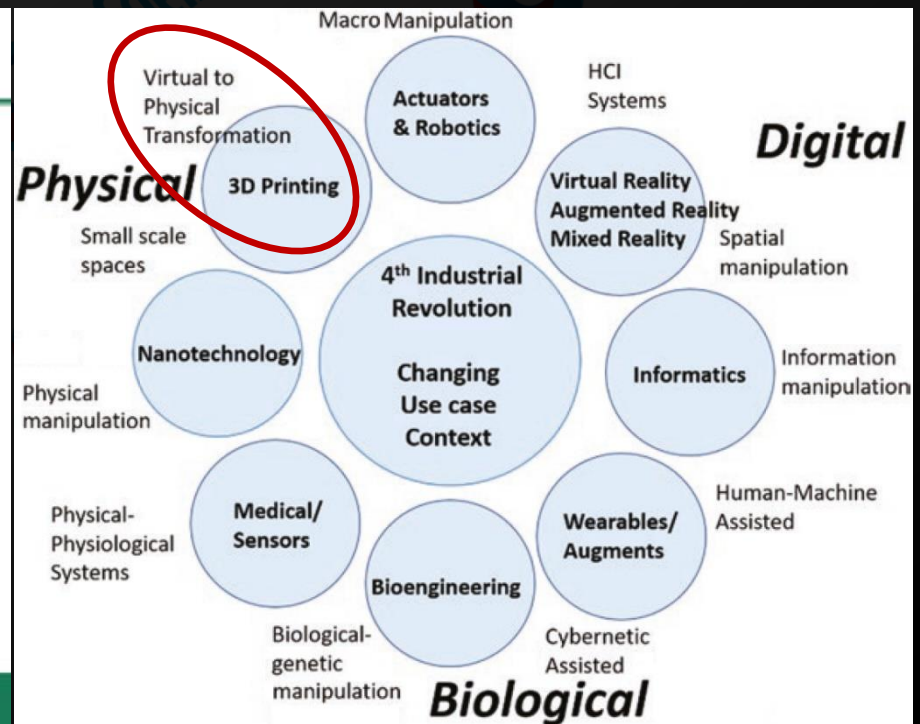 Macro Manipulation
Virtual to
Physical
Transformation
Actuators
& Robotics
HCI
Systems
Digital
Physical
3D Printing
Virtual Reality
Augmented Reality
Mixed Reality
Small scale
spaces
Spatial
manipulation
4th Industrial
Revolution
Changing
Use case
Context
Nanotechnology
Informatics
Information
manipulation
Physical
manipulation
Medical/
Sensors
Physical-
Physiological
Systems
Wearables/
Augments
Human-Machine
Assisted
Bioengineering
Biological-
genetic
manipulation
Cybernetic
Assisted
Biological